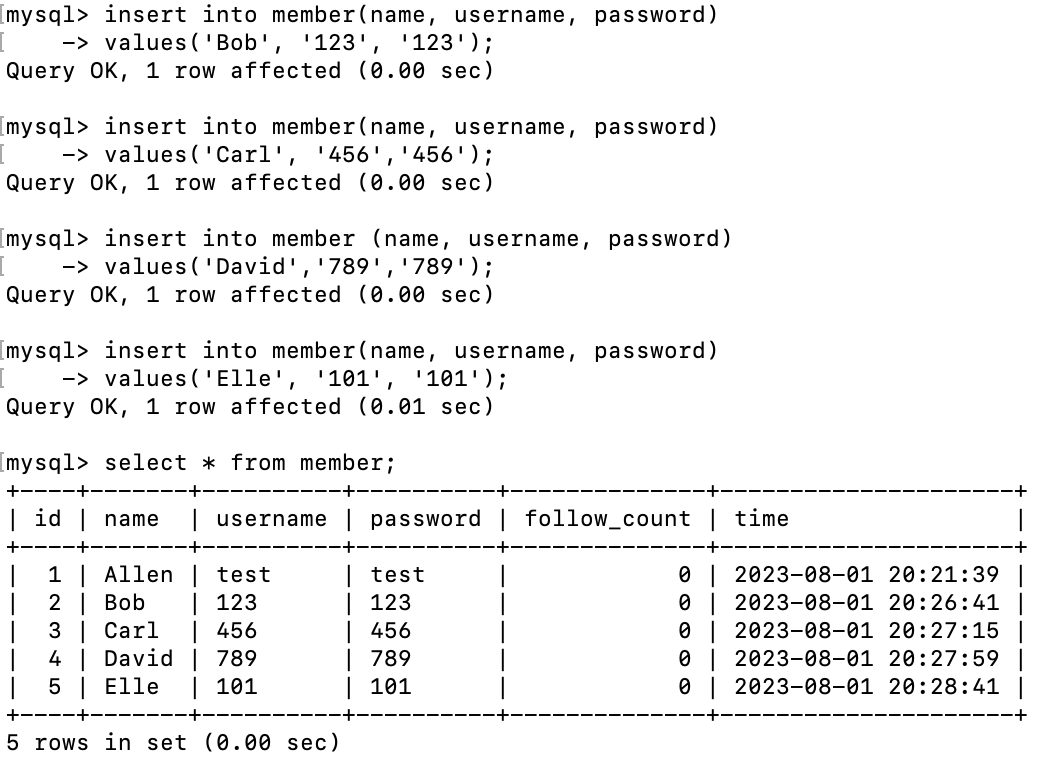 [mysql> insert into member(name, username, password)
[    -> values('Bob', '123', '123');
Query OK, 1 row affected (0.00 sec)

[mysql> insert into member(name, username, password)
[    -> values('Carl', '456','456');
Query OK, 1 row affected (0.00 sec)

[mysql> insert into member (name, username, password)
[    -> values('David','789','789');
Query OK, 1 row affected (0.00 sec)

[mysql> insert into member(name, username, password)
[    -> values('Elle', '101', '101');
Query OK, 1 row affected (0.01 sec)

[mysql> select * from member;
+----+-------+----------+----------+--------------+---------------------+
| id | name  | username | password | follow_count | time                |
+----+-------+----------+----------+--------------+---------------------+
|  1 | Allen | test     | test     |            0 | 2023-08-01 20:21:39 |
|  2 | Bob   | 123      | 123      |            0 | 2023-08-01 20:26:41 |
|  3 | Carl  | 456      | 456      |            0 | 2023-08-01 20:27:15 |
|  4 | David | 789      | 789      |            0 | 2023-08-01 20:27:59 |
|  5 | Elle  | 101      | 101      |            0 | 2023-08-01 20:28:41 |
+----+-------+----------+----------+--------------+---------------------+
5 rows in set (0.00 sec)